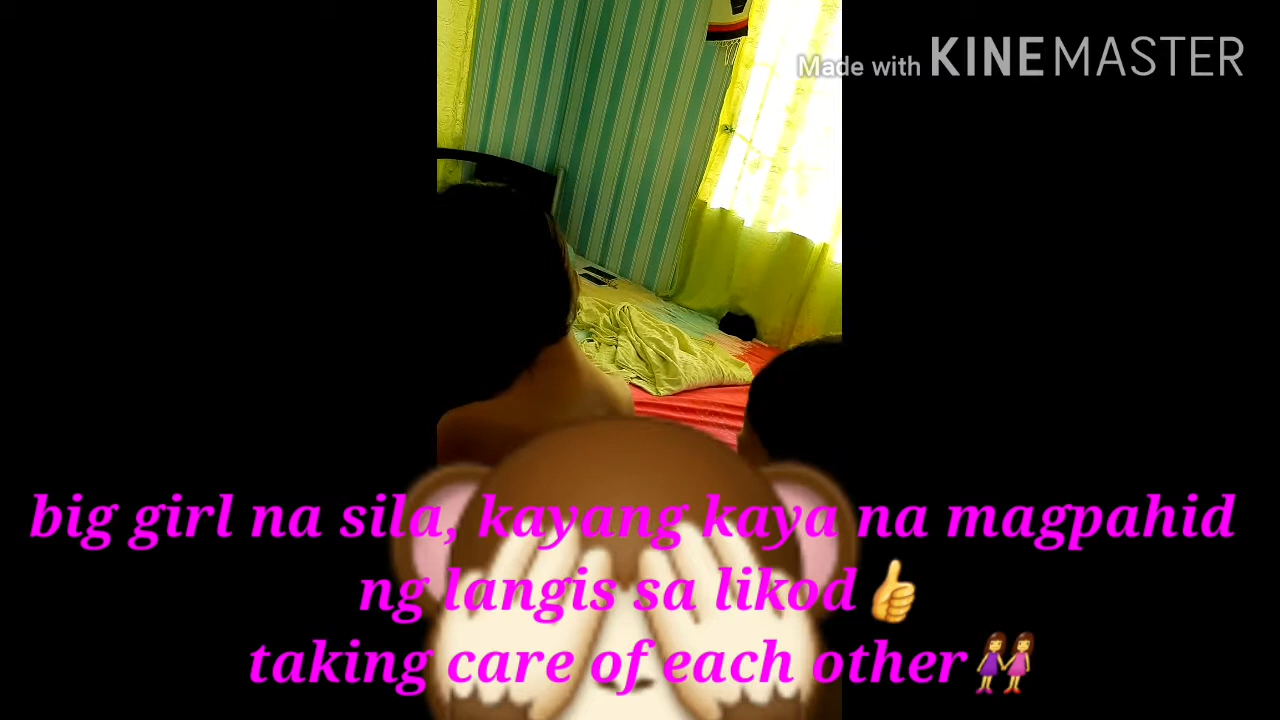 Made with KINEMASTER
big girl na sila, kayang kaya na magpahid
ng langis sa likod👍
taking care of each other👭